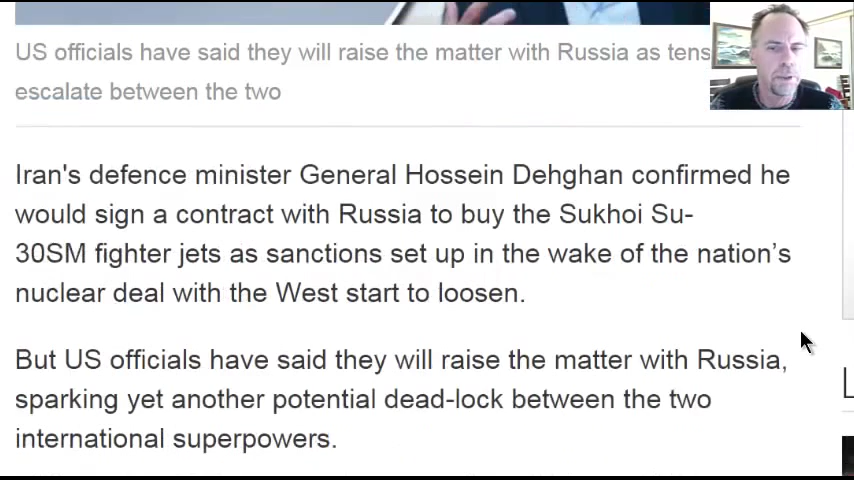 US officials have said they will raise the matter with Russia as
escalate between the two
Iran's defence minister General Hossein Dehghan confirmed he
would sign a contract with Russia to buy the Sukhoi Su-
30SM fighter jets as sanctions set up in the wake of the nation’s
nuclear deal with the West start to loosen.
But US officials have said they will raise the matter with Russia,
sparking yet another potential dead-lock between the two
international superpowers.